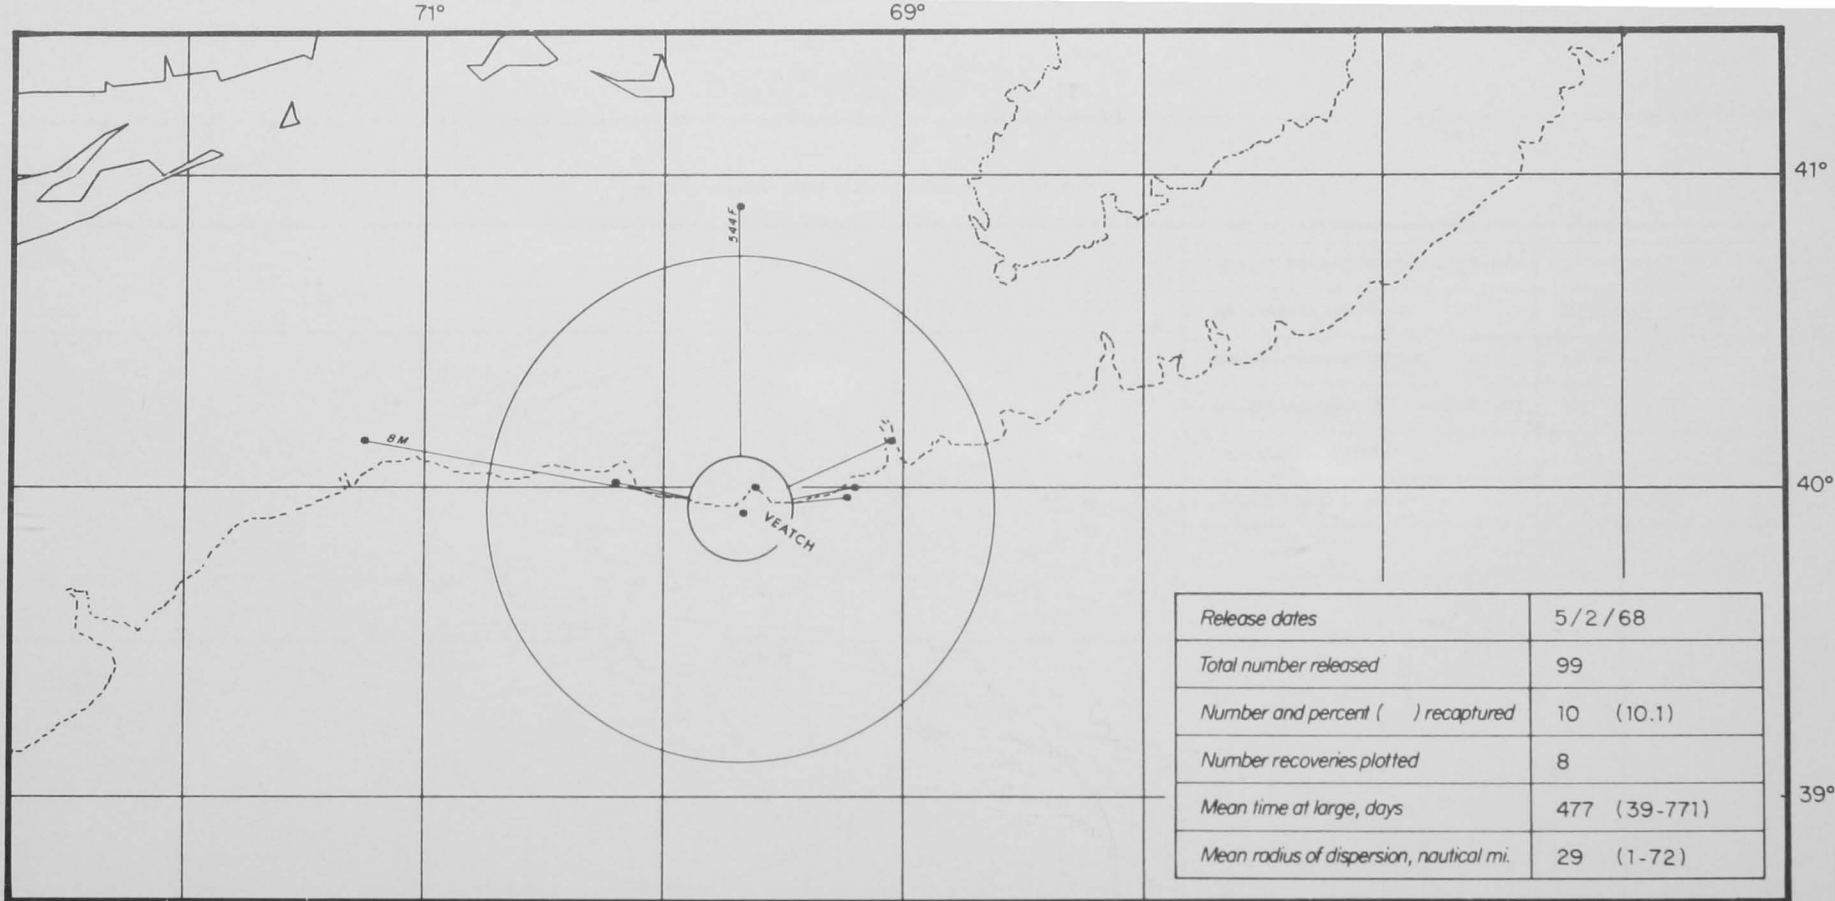 71°
69°
41°
544F
8M
40°
VEATCH
Release dates 5/2/68
Total number released 99
Number and percent ( ) recaptured 10 (10.1)
Number recoveries plotted 8
39°
Mean time at large, days 477 (39-771)
Mean radius of dispersion, nautical mi. 29 (1-72)